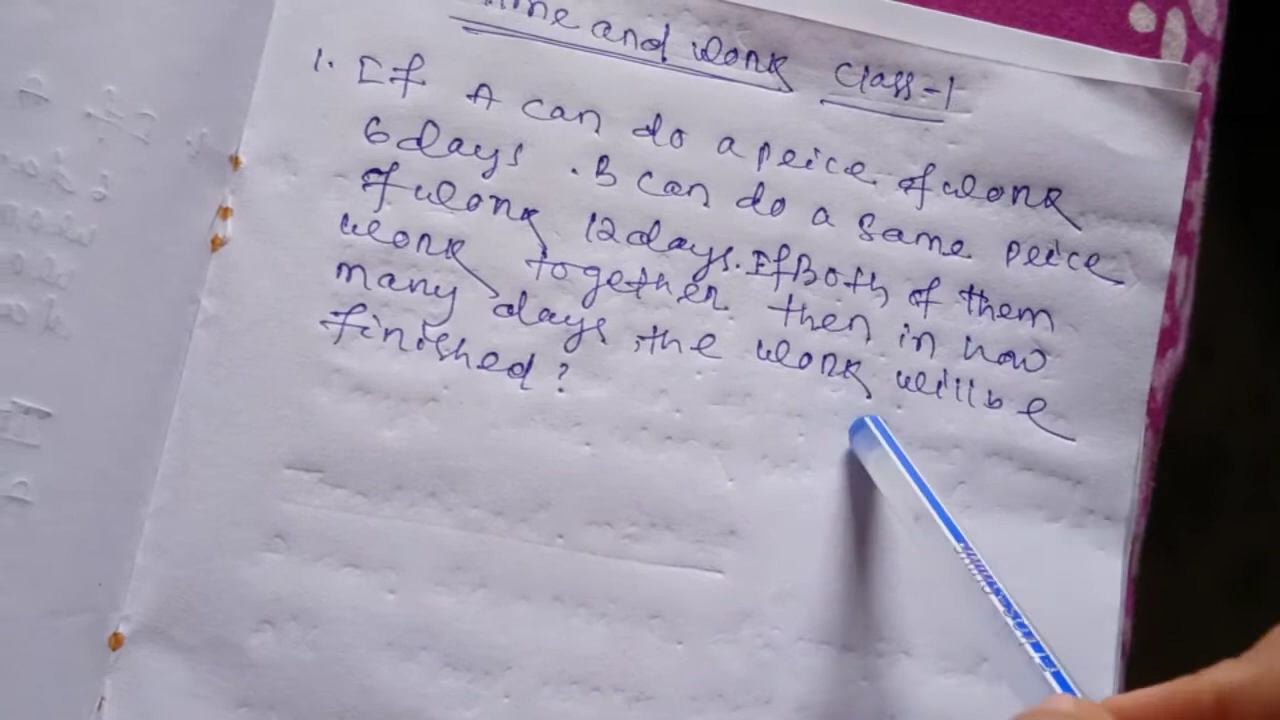 Time and work Class-1
1. If A can do a peice of work
6 days . B can do a same peice
of work 12 days. If Both of them
work together then in how
many days the work will be
finished?